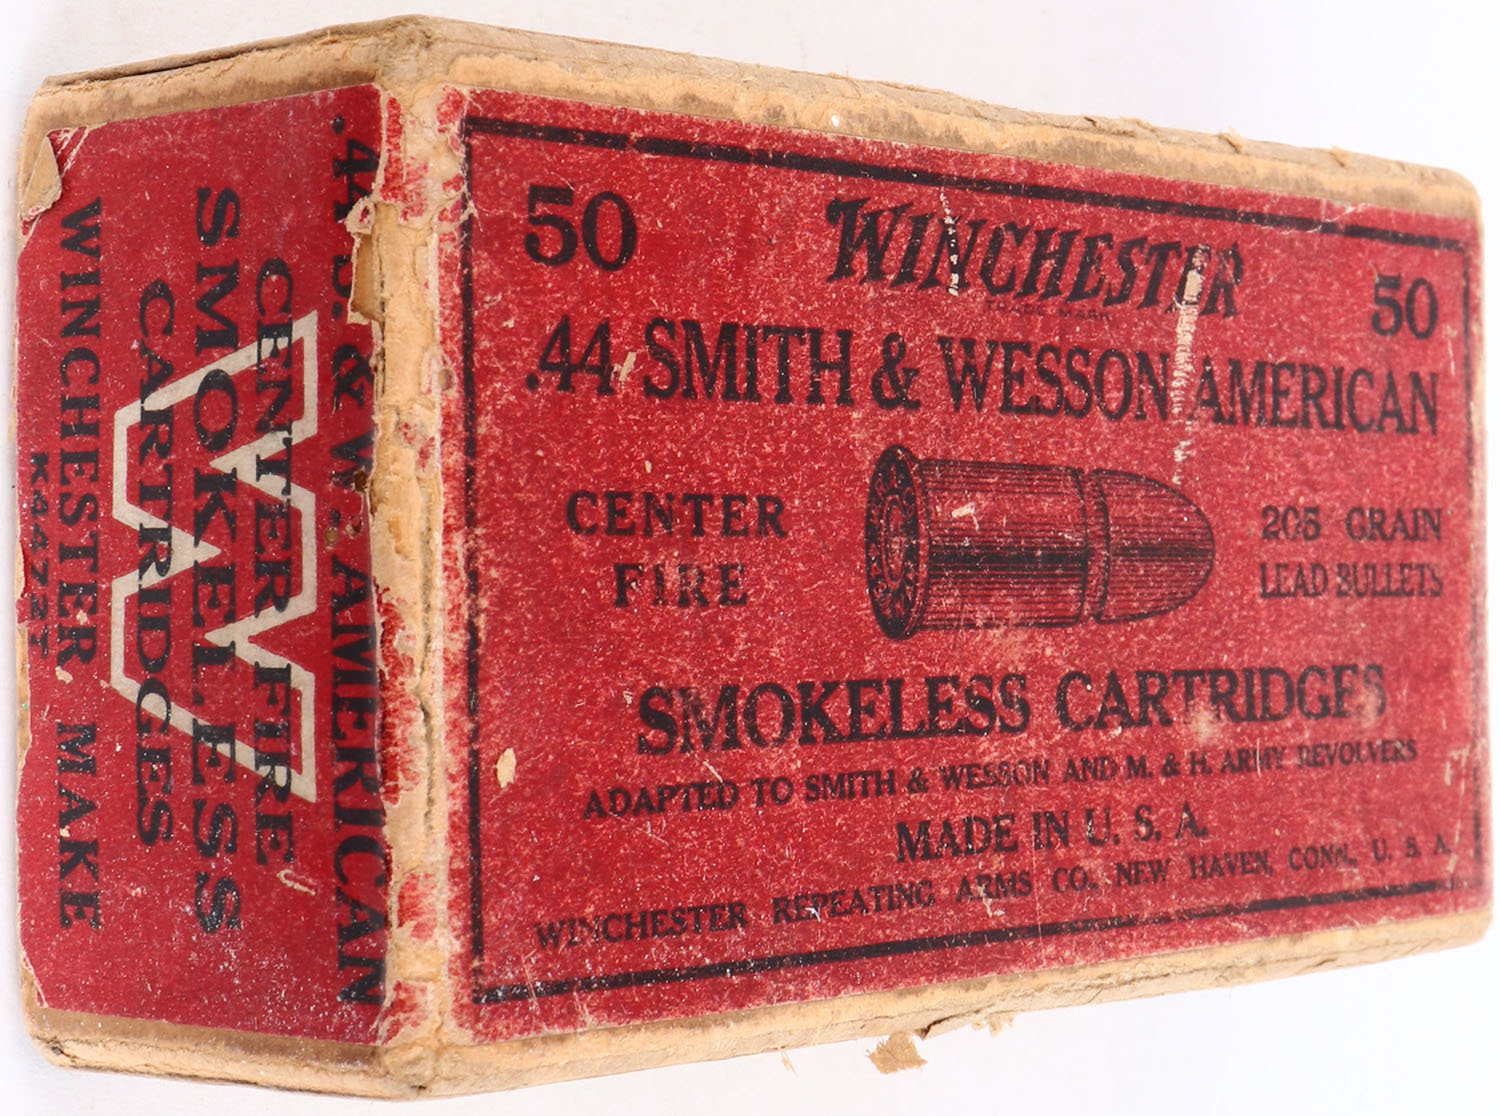 50 WINCHESTER 50
TRADE MARK
.44 SMITH & WESSON AMERICAN
CENTER
FIRE
205 GRAIN
LEAD BULLETS
SMOKELESS CARTRIDGES
ADAPTED TO SMITH & WESSON AND M. & H. ARMY REVOLVERS
MADE IN U. S. A.
WINCHESTER REPEATING ARMS CO. NEW HAVEN, CONN., U. S. A.
.44 S. & W. AMERICAN
CENTER FIRE
SMOKELESS
CARTRIDGES
WINCHESTER MAKE
K4472T
W